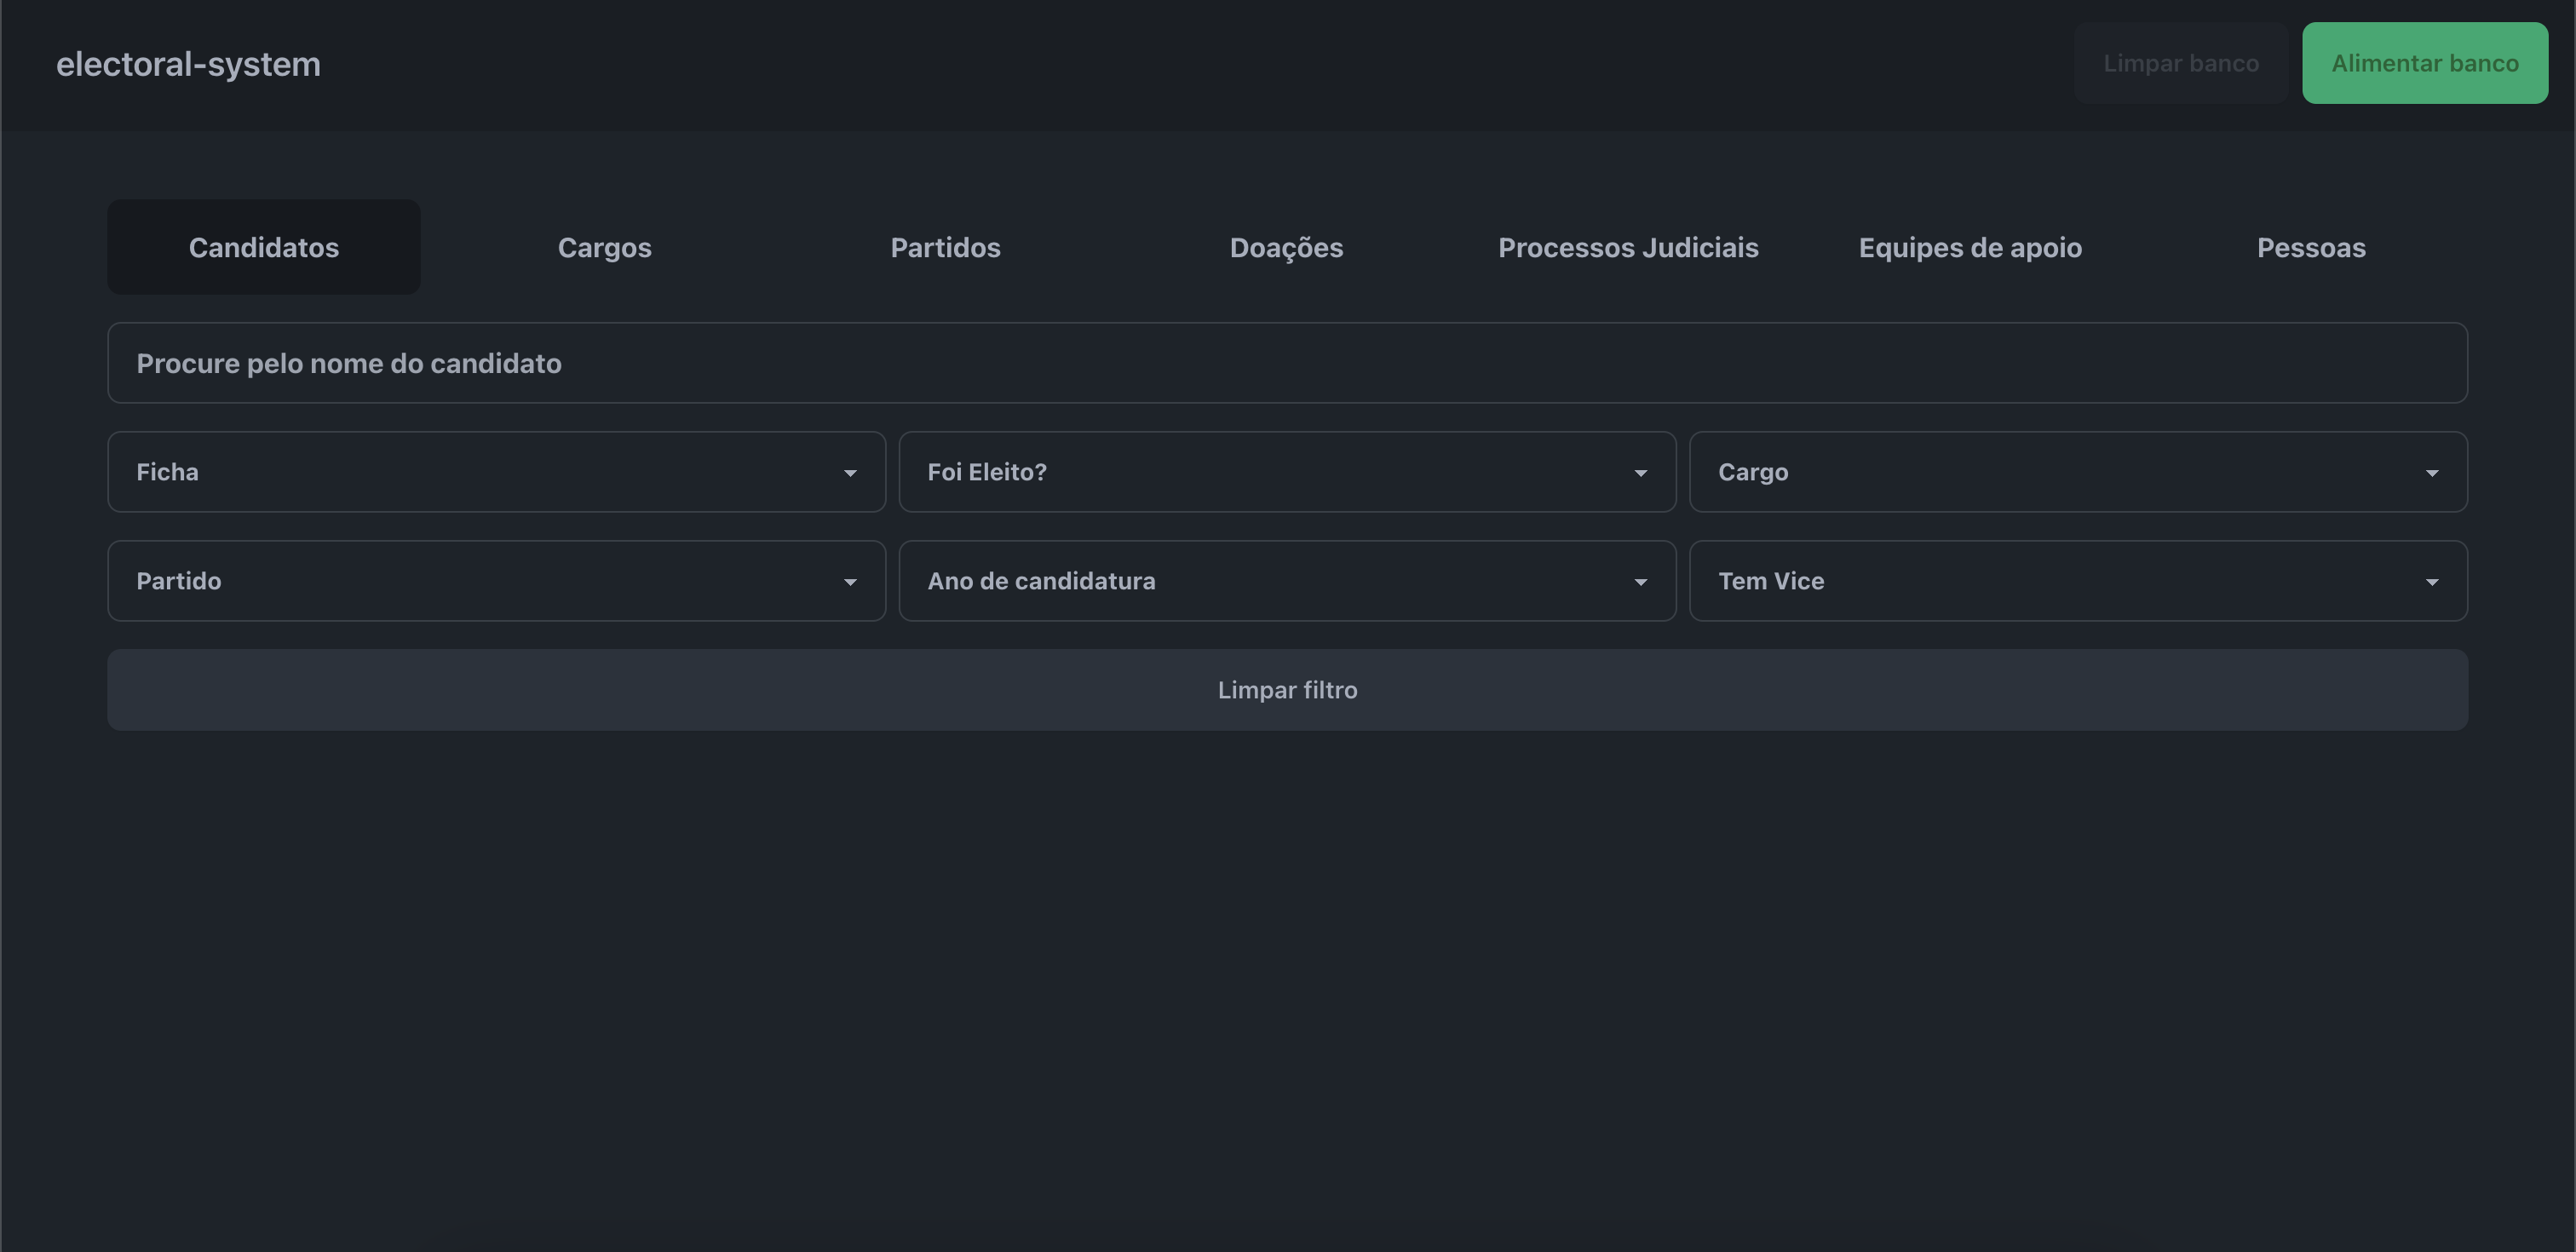 electoral-system
Limpar banco
Alimentar banco
Candidatos
Cargos
Partidos
Doações
Processos Judiciais
Equipes de apoio
Pessoas
Procure pelo nome do candidato
Ficha
Foi Eleito?
Cargo
Partido
Ano de candidatura
Tem Vice
Limpar filtro